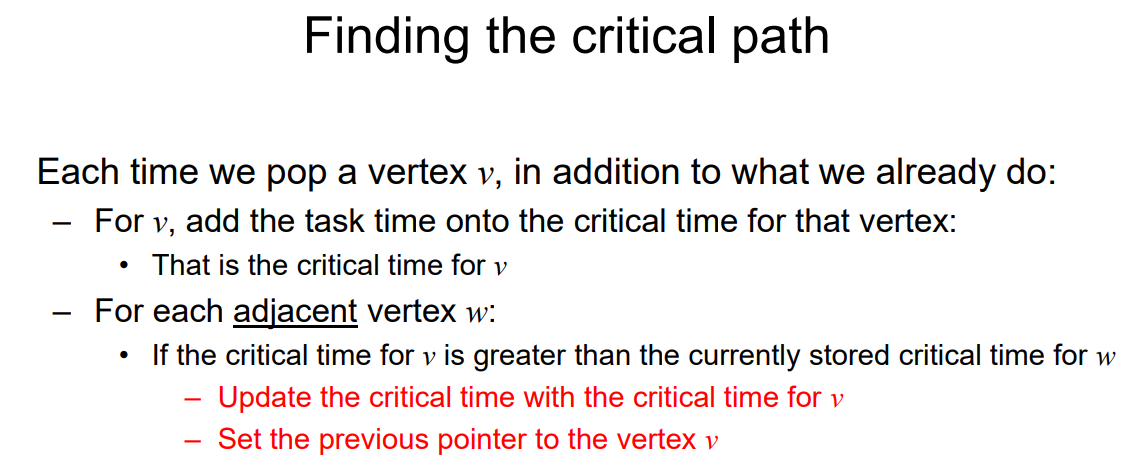 Finding the critical path
Each time we pop a vertex v, in addition to what we already do:
– For v, add the task time onto the critical time for that vertex:
• That is the critical time for v
– For each adjacent vertex w:
• If the critical time for v is greater than the currently stored critical time for w
– Update the critical time with the critical time for v
– Set the previous pointer to the vertex v